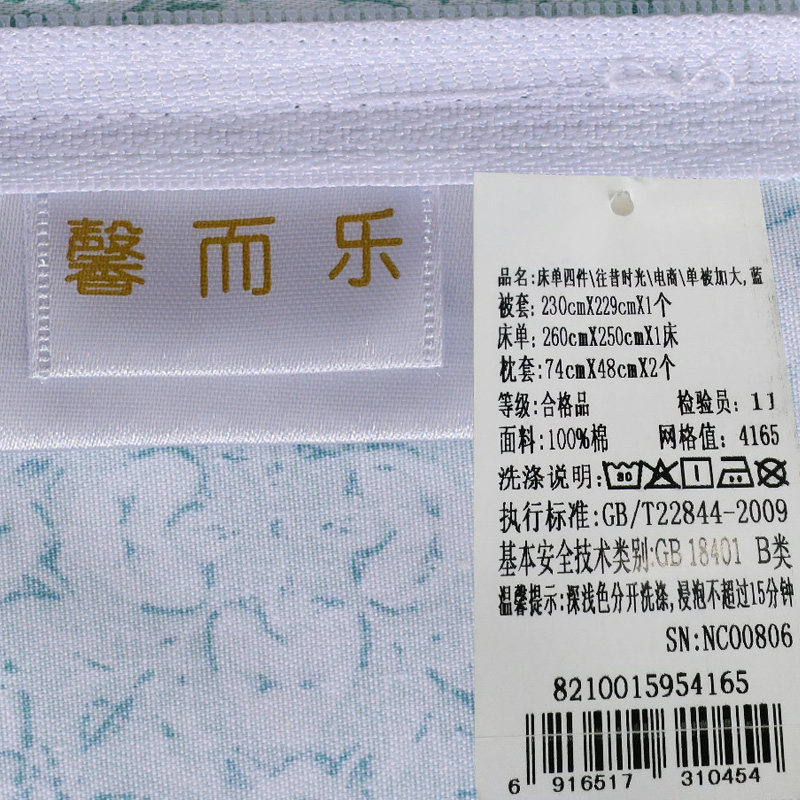 馨而乐
品名:床单四件\往昔时光\电商\单被加大,蓝
被套:230cmX229cmX1个
床单:260cmX250cmX1床
枕套:74cmX48cmX2个
等级:合格品 检验员:11
面料:100%棉 网格值:4165
洗涤说明:
执行标准:GB/T22844-2009
基本安全技术类别:GB 18401 B类
温馨提示:深浅色分开洗涤,浸泡不超过15分钟
SN:NC00806
8210015954165
6 916517 310454